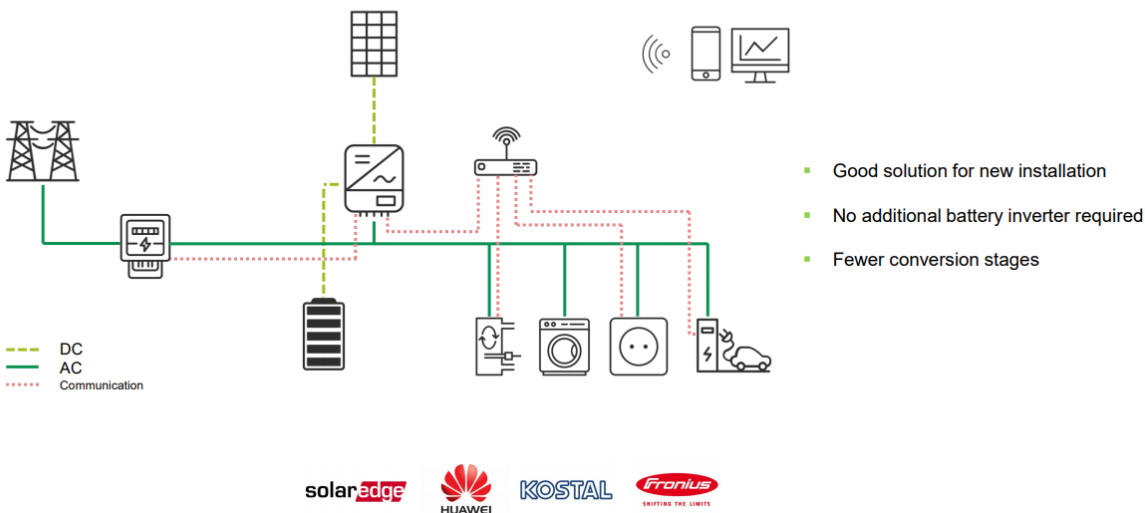 Good solution for new installation
No additional battery inverter required
Fewer conversion stages
DC
AC
Communication
solaredge
HUAWEI
KOSTAL
Fronius
SHIFTING THE LIMITS